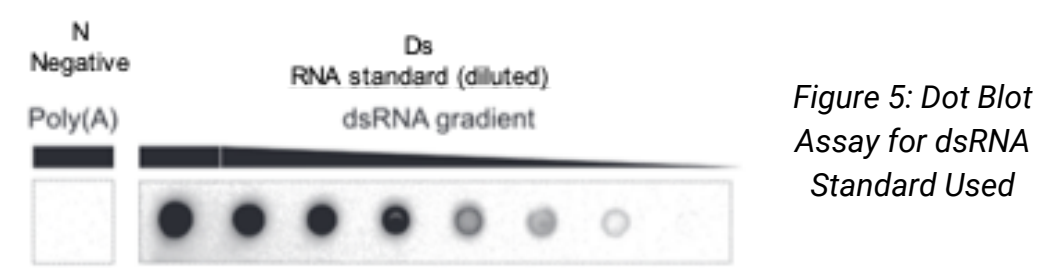 N
Negative
Ds
RNA standard (diluted)
Poly(A)
dsRNA gradient
Figure 5: Dot Blot
Assay for dsRNA
Standard Used